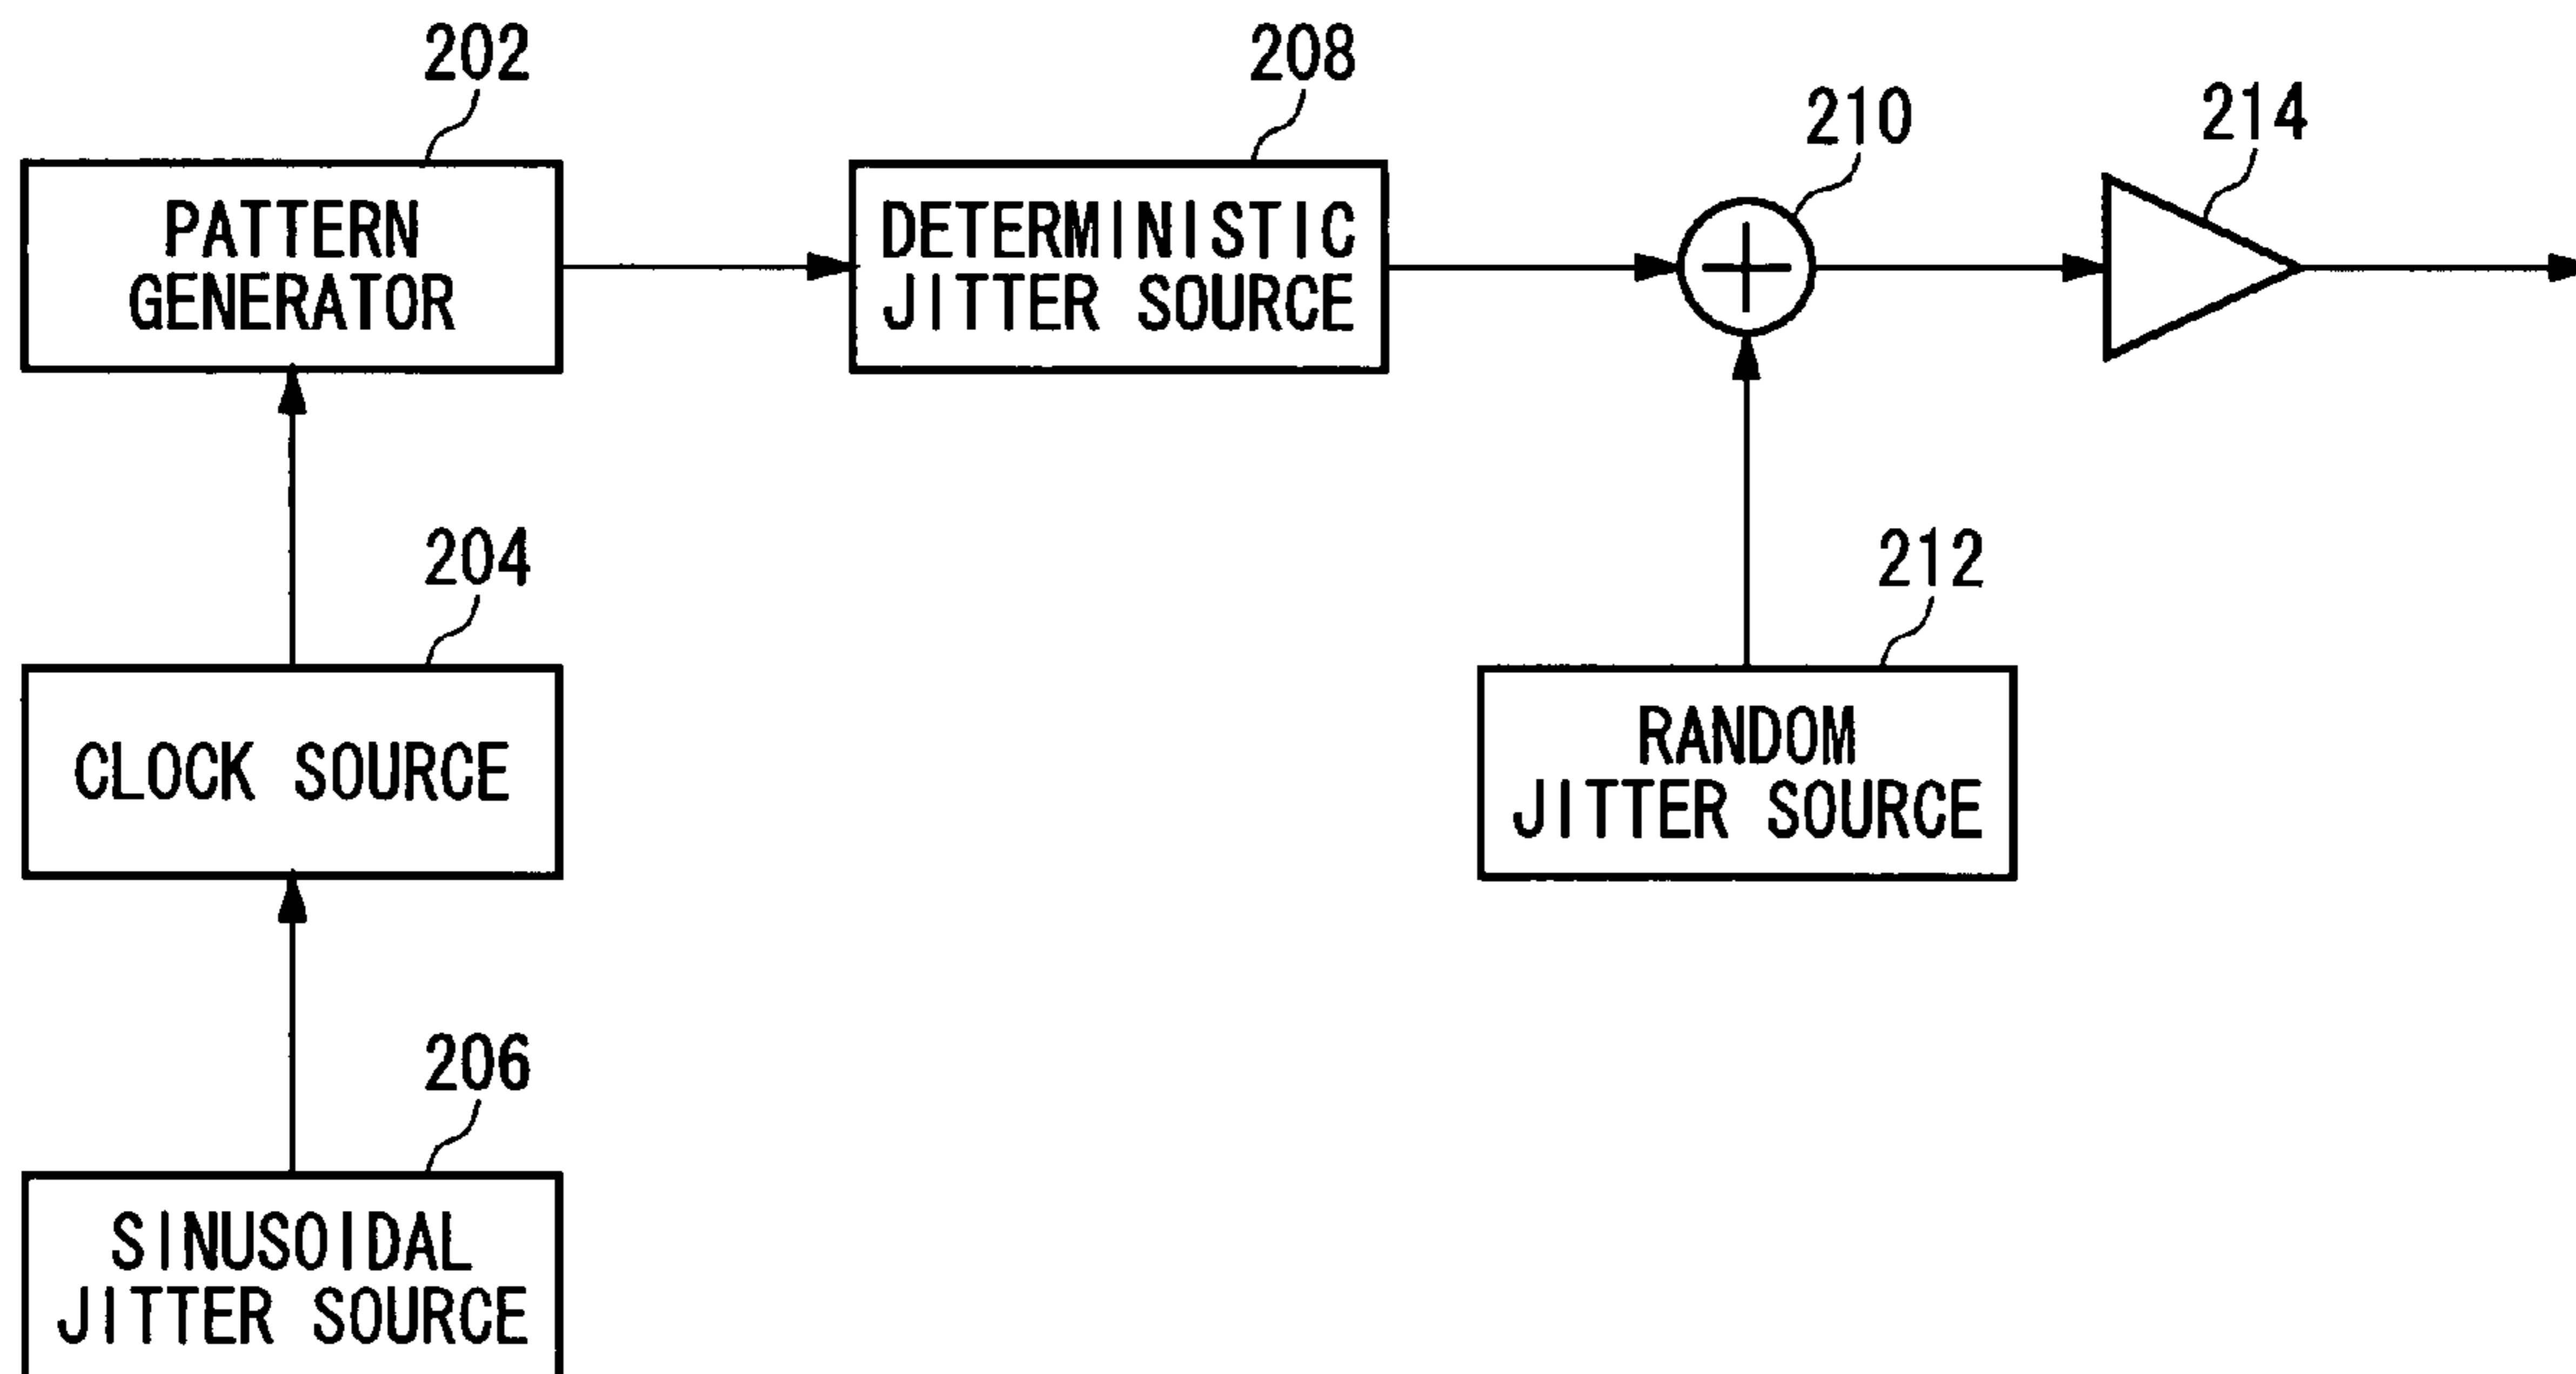 202
208
210
214
PATTERN
GENERATOR
DETERMINISTIC
JITTER SOURCE
204
212
CLOCK SOURCE
RANDOM
JITTER SOURCE
206
SINUSOIDAL
JITTER SOURCE